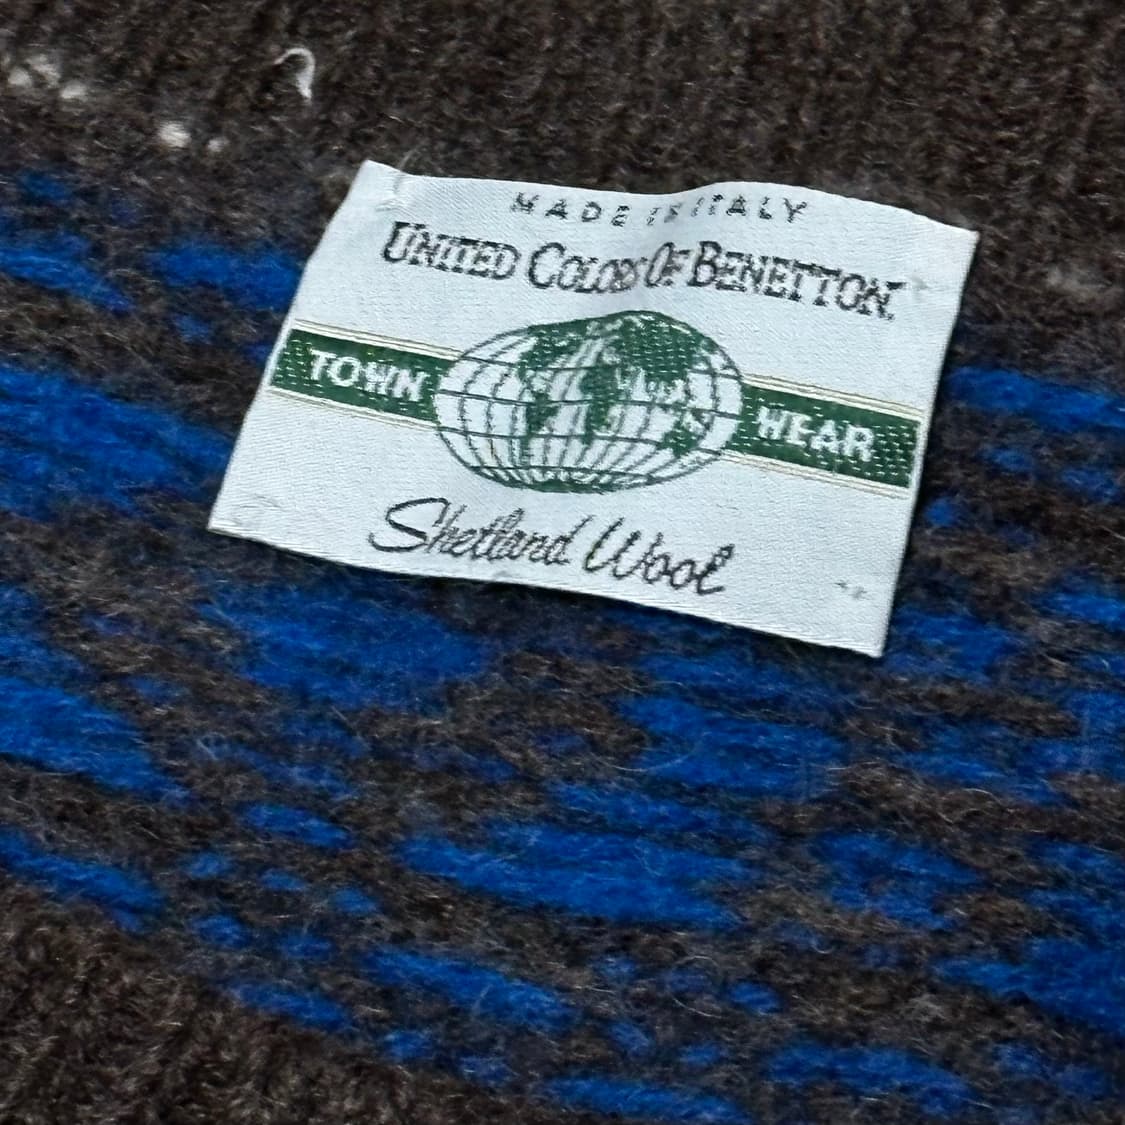 MADE IN ITALY
UNITED COLORS OF BENETTON.
TOWN WEAR
Shetland Wool